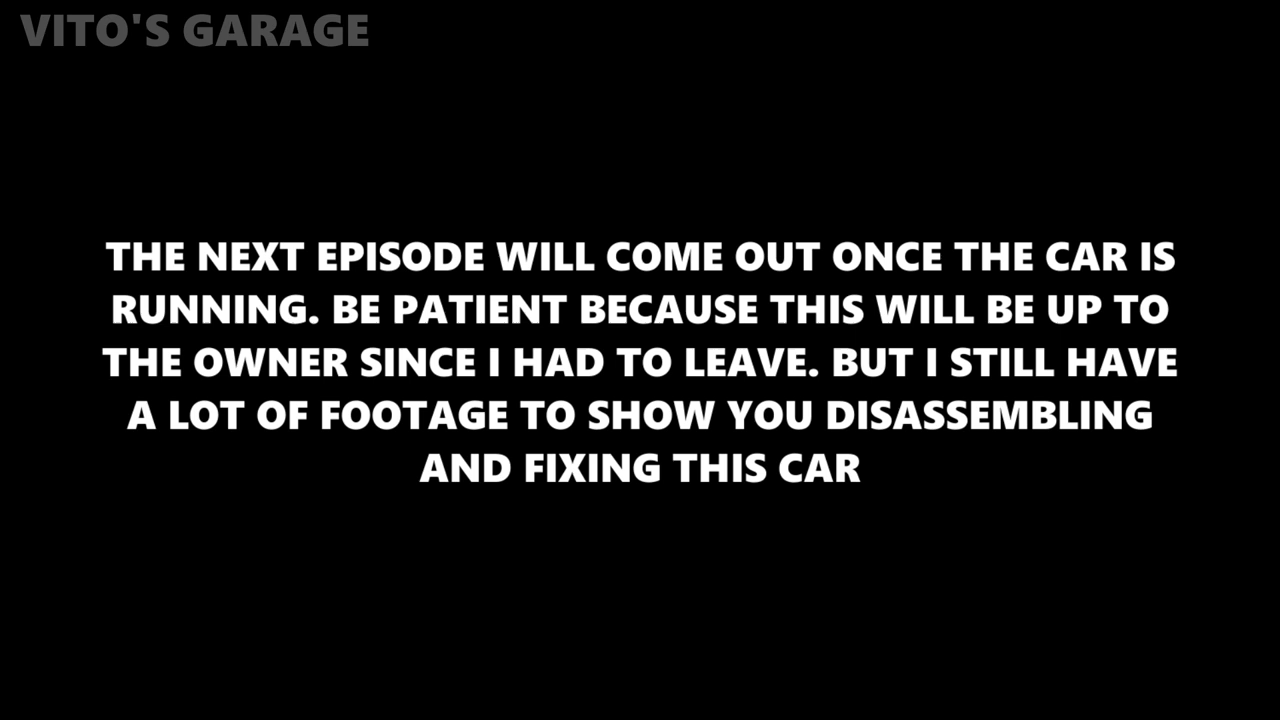 VITO'S GARAGE
THE NEXT EPISODE WILL COME OUT ONCE THE CAR IS
RUNNING. BE PATIENT BECAUSE THIS WILL BE UP TO
THE OWNER SINCE I HAD TO LEAVE. BUT I STILL HAVE
A LOT OF FOOTAGE TO SHOW YOU DISASSEMBLING
AND FIXING THIS CAR